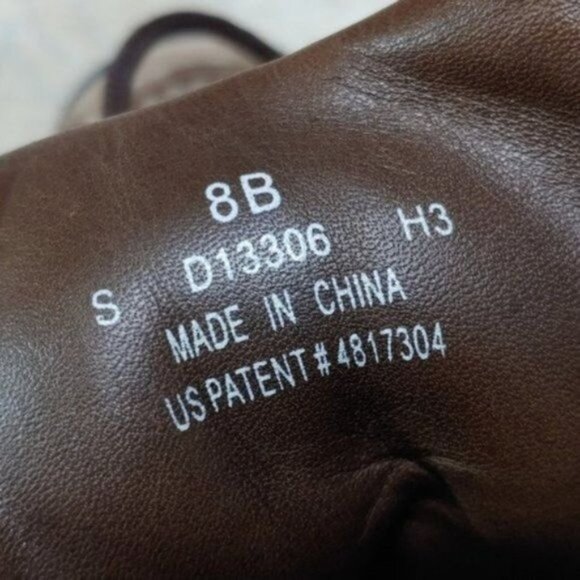 8B
S D13306 H3
MADE IN CHINA
US PATENT # 4817304